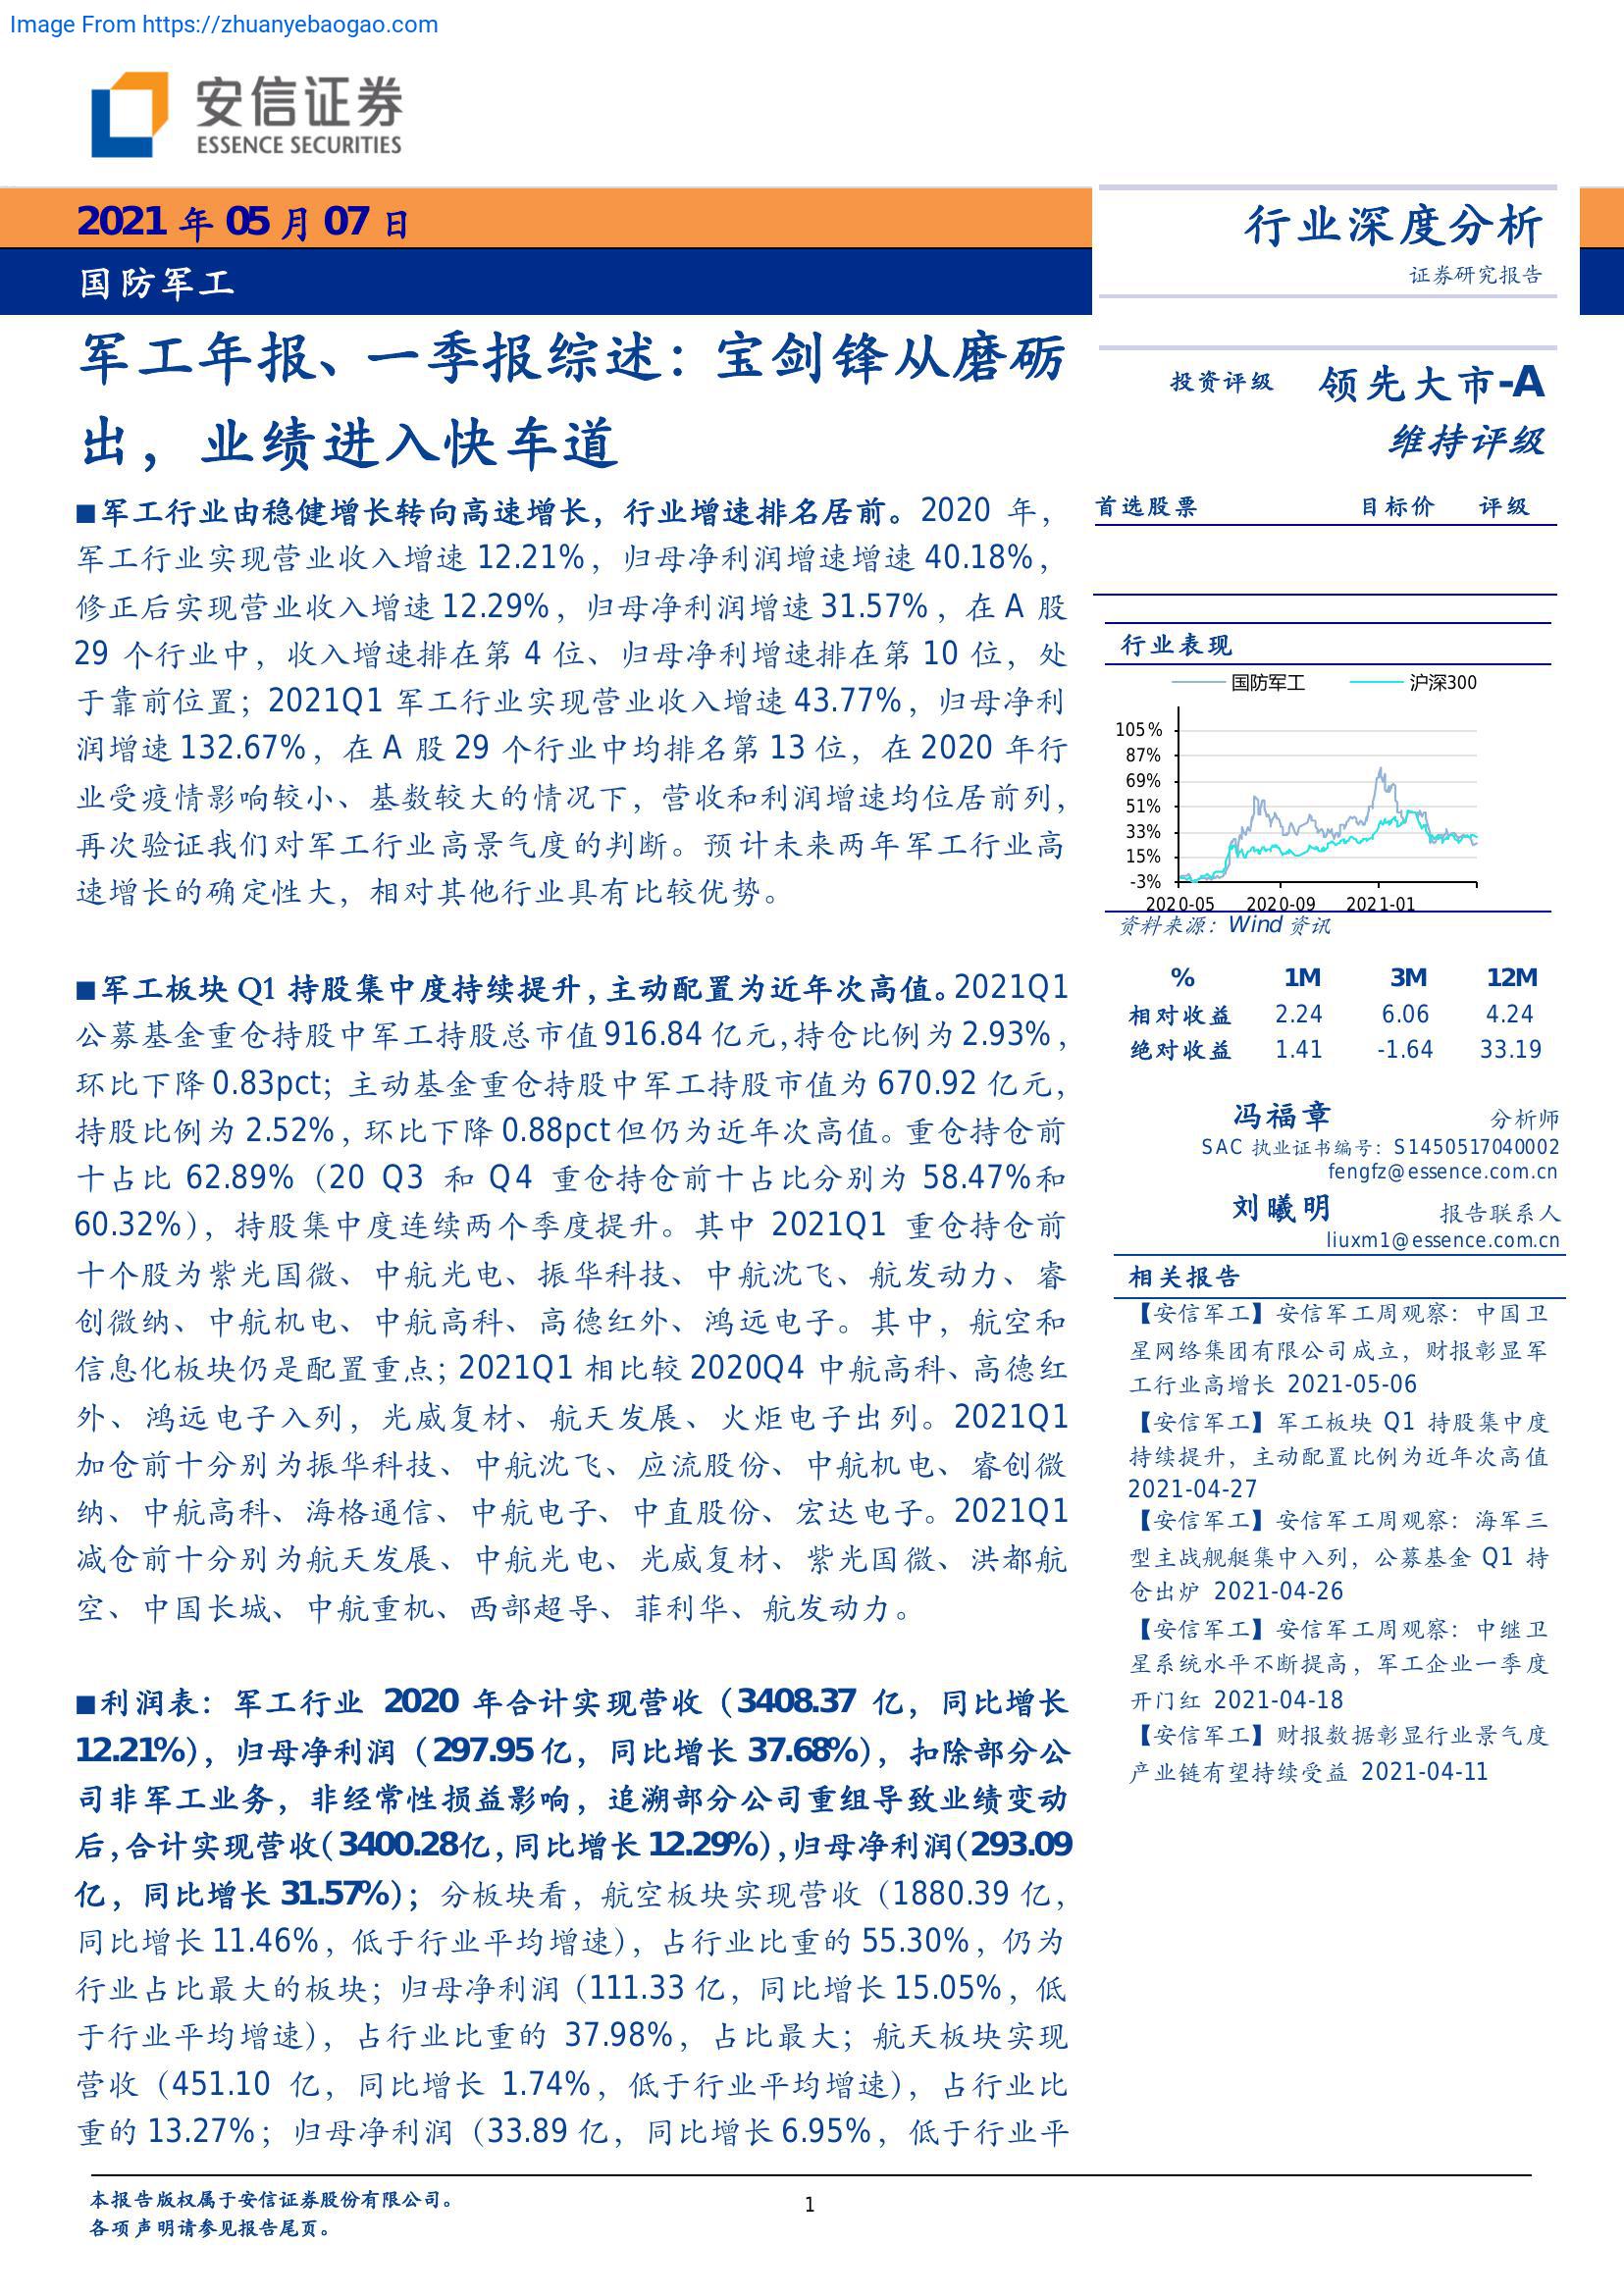 Image From https://zhuanyebaogao.com
安信证券
ESSENCE SECURITIES
2021 年 05 月 07 日
国防军工
行业深度分析
证券研究报告
军工年报、一季报综述：宝剑锋从磨砺
出，业绩进入快车道
■军工行业由稳健增长转向高速增长，行业增速排名居前。2020 年，
军工行业实现营业收入增速 12.21%，归母净利润增速增速 40.18%，
修正后实现营业收入增速 12.29%，归母净利润增速 31.57%，在 A 股
29 个行业中，收入增速排在第 4 位、归母净利增速排在第 10 位，处
于靠前位置；2021Q1 军工行业实现营业收入增速 43.77%，归母净利
润增速 132.67%，在 A 股 29 个行业中均排名第 13 位，在 2020 年行
业受疫情影响较小、基数较大的情况下，营收和利润增速均位居前列，
再次验证我们对军工行业高景气度的判断。预计未来两年军工行业高
速增长的确定性大，相对其他行业具有比较优势。
■军工板块 Q1 持股集中度持续提升，主动配置为近年次高值。2021Q1
公募基金重仓持股中军工持股总市值 916.84 亿元，持仓比例为 2.93%，
环比下降 0.83pct；主动基金重仓持股中军工持股市值为 670.92 亿元，
持股比例为 2.52%，环比下降 0.88pct 但仍为近年次高值。重仓持仓前
十占比 62.89%（20 Q3 和 Q4 重仓持仓前十占比分别为 58.47%和
60.32%），持股集中度连续两个季度提升。其中 2021Q1 重仓持仓前
十个股为紫光国微、中航光电、振华科技、中航沈飞、航发动力、睿
创微纳、中航机电、中航高科、高德红外、鸿远电子。其中，航空和
信息化板块仍是配置重点；2021Q1 相比较 2020Q4 中航高科、高德红
外、鸿远电子入列，光威复材、航天发展、火炬电子出列。2021Q1
加仓前十分别为振华科技、中航沈飞、应流股份、中航机电、睿创微
纳、中航高科、海格通信、中航电子、中直股份、宏达电子。2021Q1
减仓前十分别为航天发展、中航光电、光威复材、紫光国微、洪都航
空、中国长城、中航重机、西部超导、菲利华、航发动力。
■利润表：军工行业 2020 年合计实现营收（3408.37 亿，同比增长
12.21%），归母净利润（297.95 亿，同比增长 37.68%），扣除部分公
司非军工业务，非经常性损益影响，追溯部分公司重组导致业绩变动
后，合计实现营收（3400.28亿，同比增长 12.29%），归母净利润（293.09
亿，同比增长 31.57%）；分板块看，航空板块实现营收（1880.39 亿，
同比增长 11.46%，低于行业平均增速），占行业比重的 55.30%，仍为
行业占比最大的板块；归母净利润（111.33 亿，同比增长 15.05%，低
于行业平均增速），占行业比重的 37.98%，占比最大；航天板块实现
营收（451.10 亿，同比增长 1.74%，低于行业平均增速），占行业比
重的 13.27%；归母净利润（33.89 亿，同比增长 6.95%，低于行业平
投资评级 领先大市-A
维持评级
首选股票 目标价 评级
行业表现
国防军工 沪深300
105%
87%
69%
51%
33%
15%
-3%
2020-05 2020-09 2021-01
资料来源：Wind 资讯
% 1M 3M 12M
相对收益 2.24 6.06 4.24
绝对收益 1.41 -1.64 33.19
冯福章 分析师
SAC 执业证书编号：S1450517040002
fengfz@essence.com.cn
刘曦明 报告联系人
liuxm1@essence.com.cn
相关报告
【安信军工】安信军工周观察：中国卫
星网络集团有限公司成立，财报彰显军
工行业高增长 2021-05-06
【安信军工】军工板块 Q1 持股集中度
持续提升，主动配置比例为近年次高值
2021-04-27
【安信军工】安信军工周观察：海军三
型主战舰艇集中入列，公募基金 Q1 持
仓出炉 2021-04-26
【安信军工】安信军工周观察：中继卫
星系统水平不断提高，军工企业一季度
开门红 2021-04-18
【安信军工】财报数据彰显行业景气度
产业链有望持续受益 2021-04-11
本报告版权属于安信证券股份有限公司。
各项声明请参见报告尾页。
1